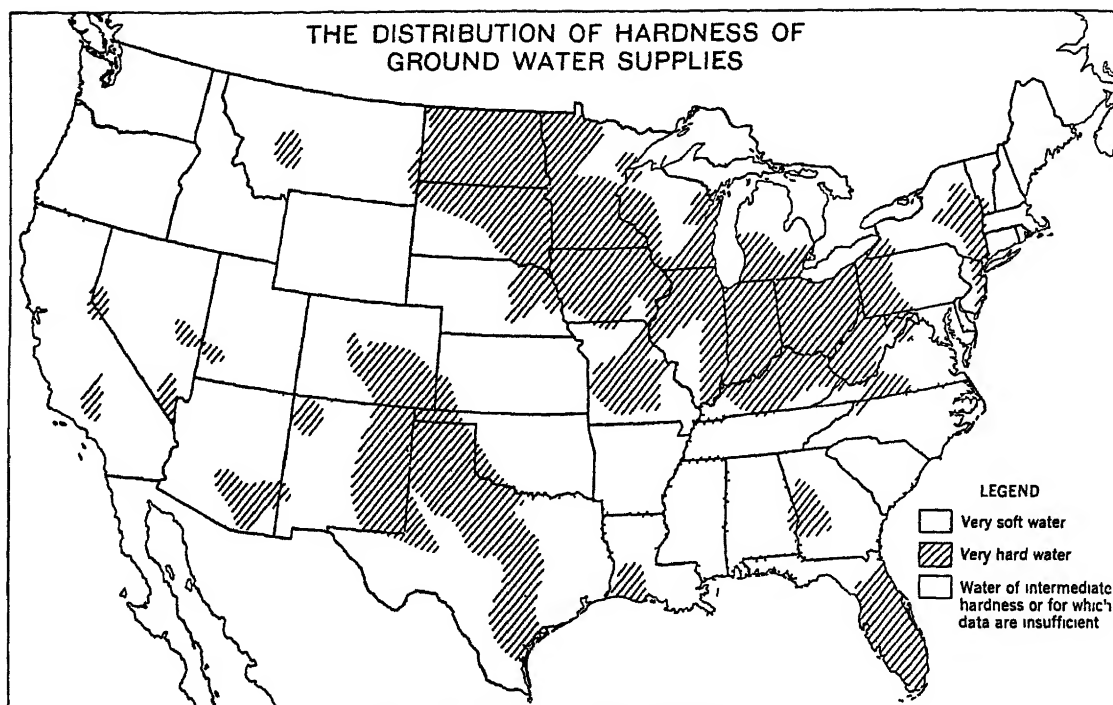 THE DISTRIBUTION OF HARDNESS OF
GROUND WATER SUPPLIES
LEGEND
Very soft water
Very hard water
Water of intermediate
hardness or for which
data are insufficient